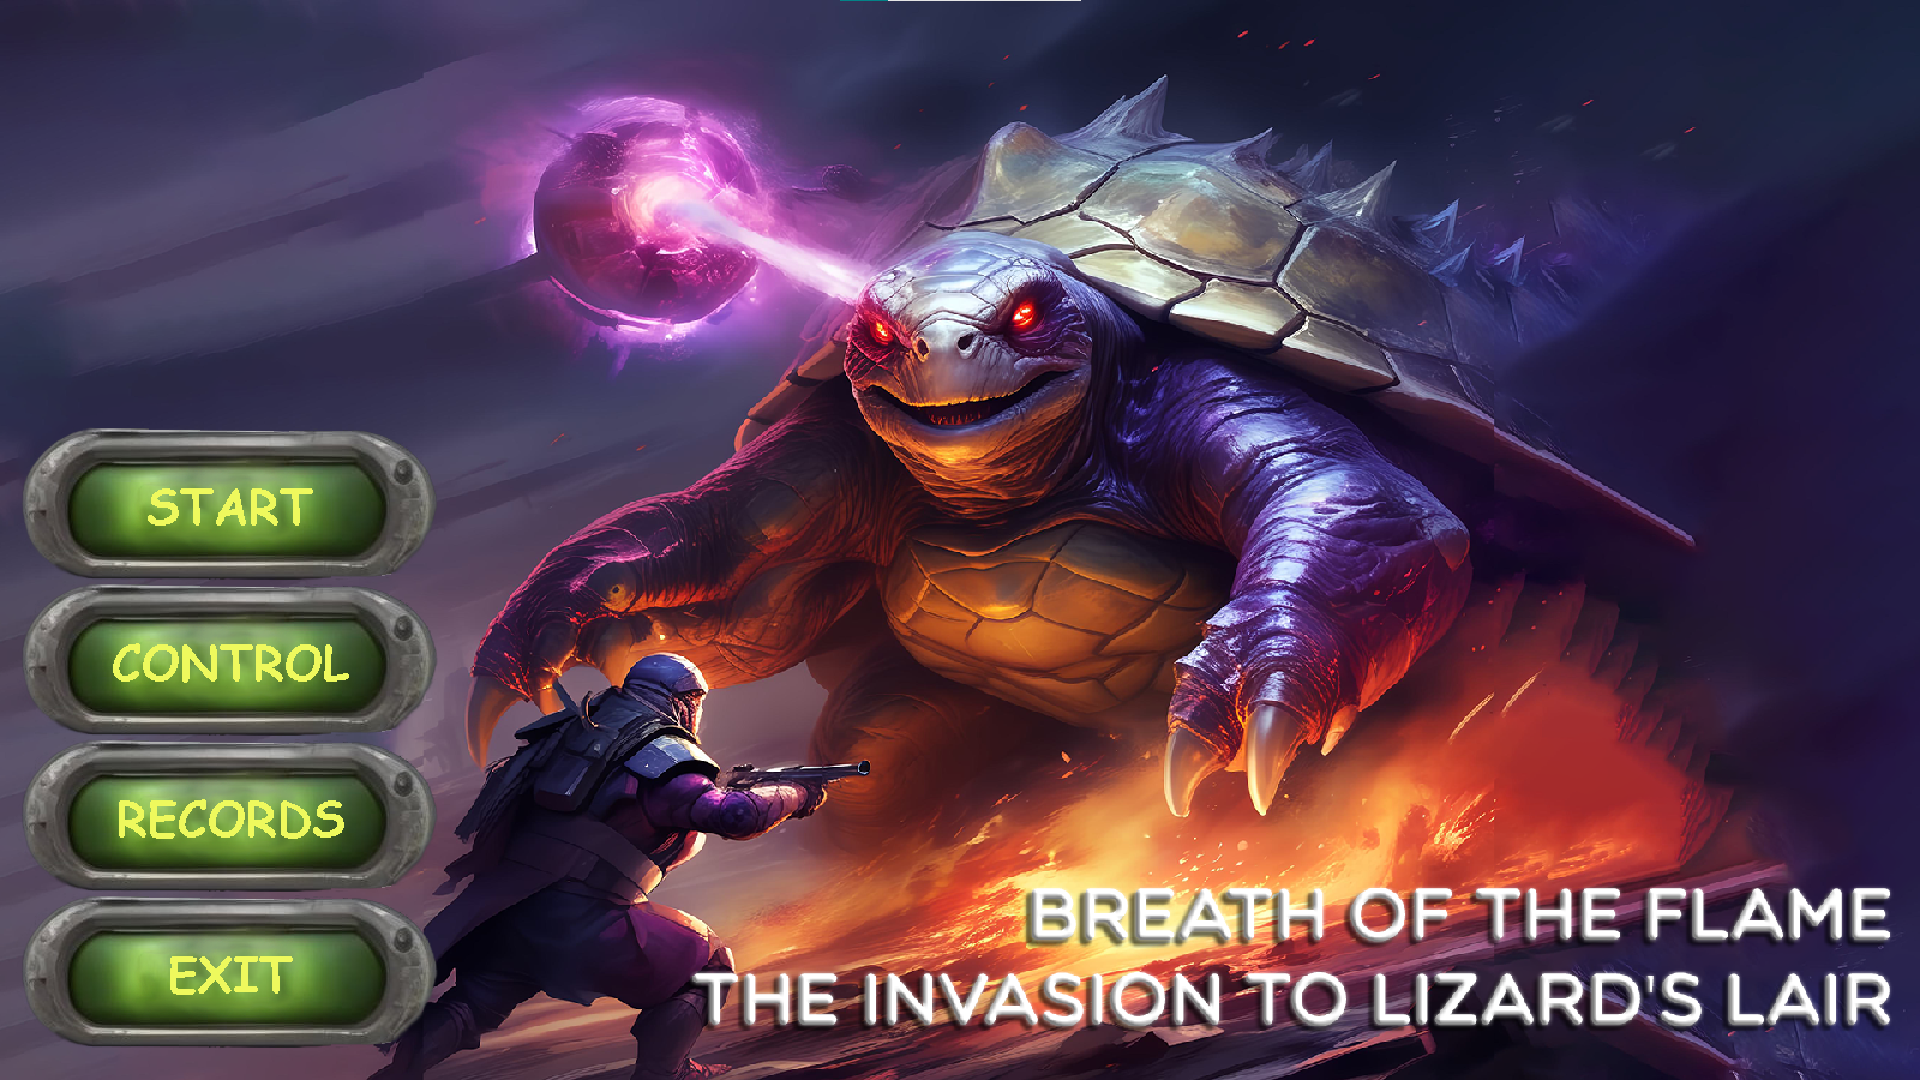 START
CONTROL
RECORDS
EXIT
BREATH OF THE FLAME
THE INVASION TO LIZARD'S LAIR